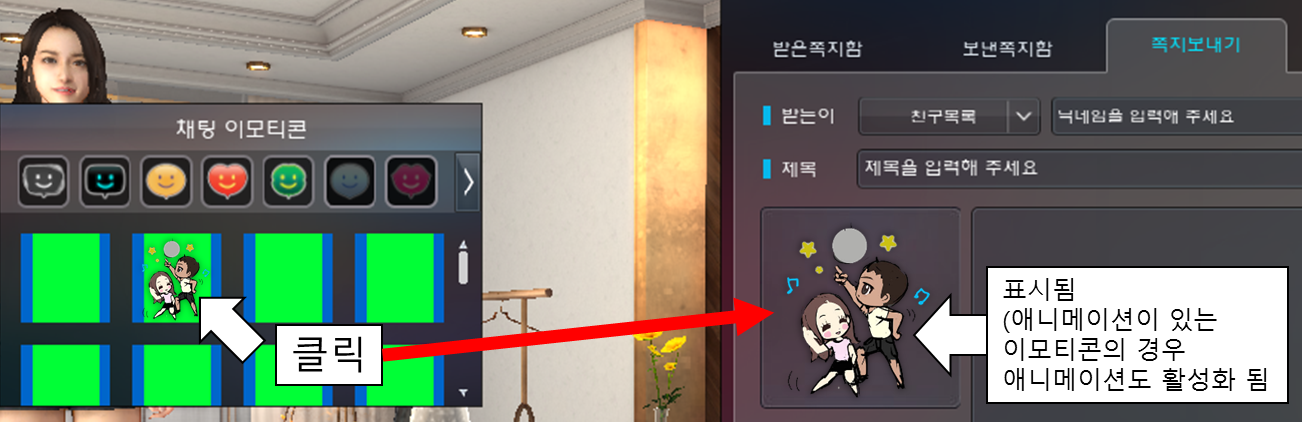 채팅 이모티콘
클릭
받은쪽지함 보낸쪽지함 쪽지보내기
받는이 친구목록 닉네임을 입력해 주세요
제목 제목을 입력해 주세요
표시됨
(애니메이션이 있는
이모티콘의 경우
애니메이션도 활성화 됨